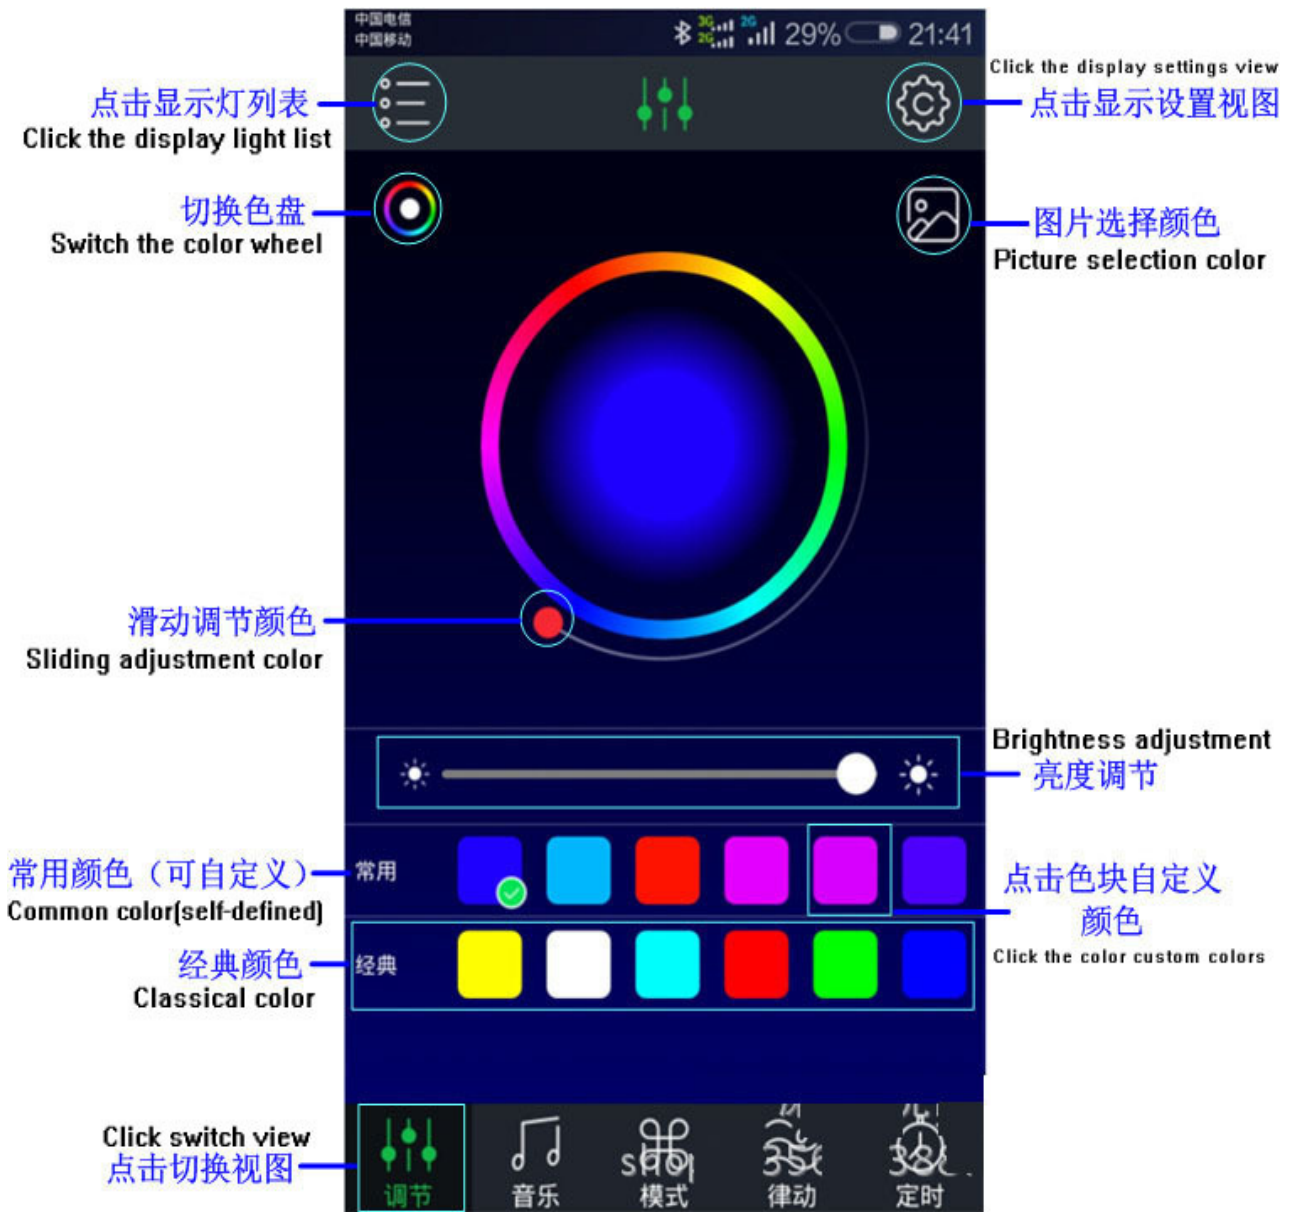 中国电信
中国移动
3G
2G
2G
29%
21:41
Click the display settings view
点击显示设置视图
点击显示灯列表
Click the display light list
切换色盘
Switch the color wheel
图片选择颜色
Picture selection color
滑动调节颜色
Sliding adjustment color
Brightness adjustment
亮度调节
常用颜色（可自定义）
Common color(self-defined)
常用
点击色块自定义
颜色
Click the color custom colors
经典颜色
Classical color
经典
Click switch view
点击切换视图
调节
音乐
模式
律动
定时